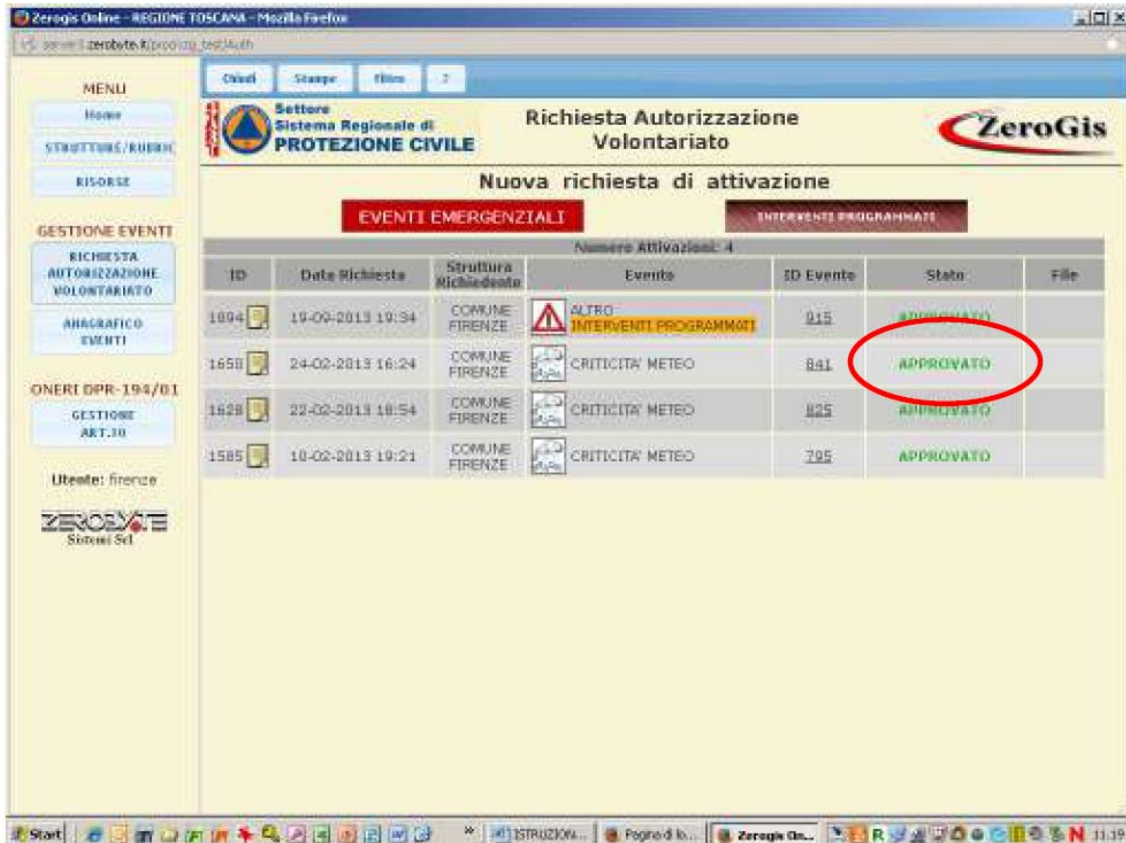 Zerogis Online - REGIONE TOSCANA - Mozilla Firefox
MENU
Home
STRUTTURE/RUBRIC
RISORSE
GESTIONE EVENTI
RICHIESTA
AUTORIZZAZIONE
VOLONTARIATO
ANAGRAFICO
EVENTI
ONERI DPR-194/01
GESTIONE
ART.10
Utente: firenze
ZEROBYTE
Sistemi Srl
Chiudi Stampe Filtro ?
Settore
Sistema Regionale di
PROTEZIONE CIVILE
Richiesta Autorizzazione
Volontariato
ZeroGis
Nuova richiesta di attivazione
EVENTI EMERGENZIALI INTERVENTI PROGRAMMATI
Numero Attivazioni: 4
ID Data Richiesta Struttura Richiedente Evento ID Evento Stato File
1894 19-09-2013 19:34 COMUNE FIRENZE ALTRO INTERVENTI PROGRAMMATI 915 APPROVATO
1658 24-02-2013 16:24 COMUNE FIRENZE CRITICITA' METEO 841 APPROVATO
1628 22-02-2013 18:54 COMUNE FIRENZE CRITICITA' METEO 825 APPROVATO
1585 10-02-2013 19:21 COMUNE FIRENZE CRITICITA' METEO 795 APPROVATO
Start ISTRUZION... Zerogis On... 11.19